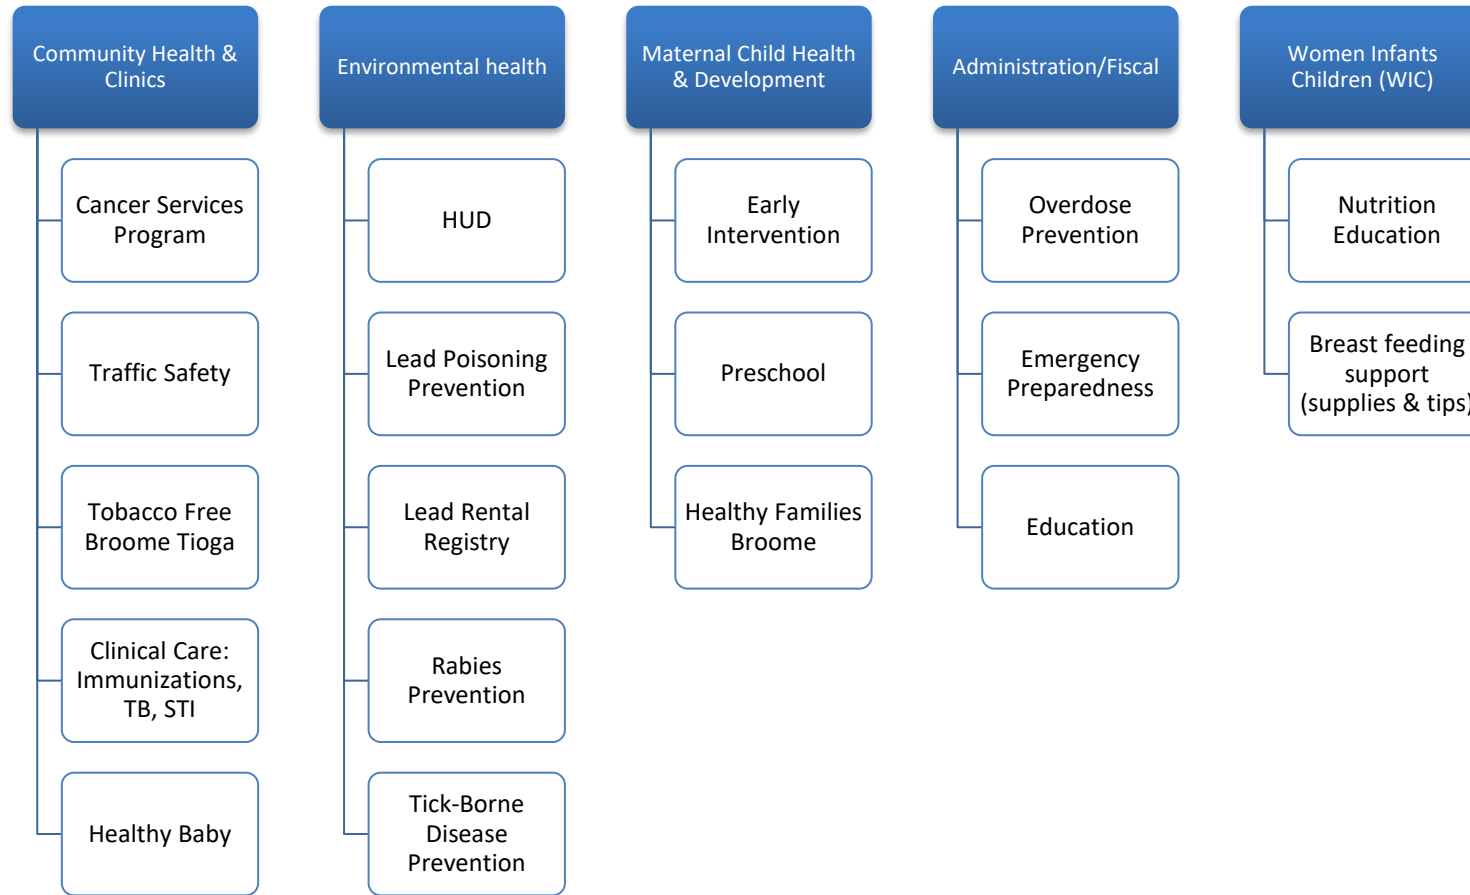 Community Health &
Clinics
Cancer Services
Program
Traffic Safety
Tobacco Free
Broome Tioga
Clinical Care:
Immunizations,
TB, STI
Healthy Baby
Environmental health
HUD
Lead Poisoning
Prevention
Lead Rental
Registry
Rabies
Prevention
Tick-Borne
Disease
Prevention
Maternal Child Health
& Development
Early
Intervention
Preschool
Healthy Families
Broome
Administration/Fiscal
Overdose
Prevention
Emergency
Preparedness
Education
Women Infants
Children (WIC)
Nutrition
Education
Breast feeding
support
(supplies & tips)